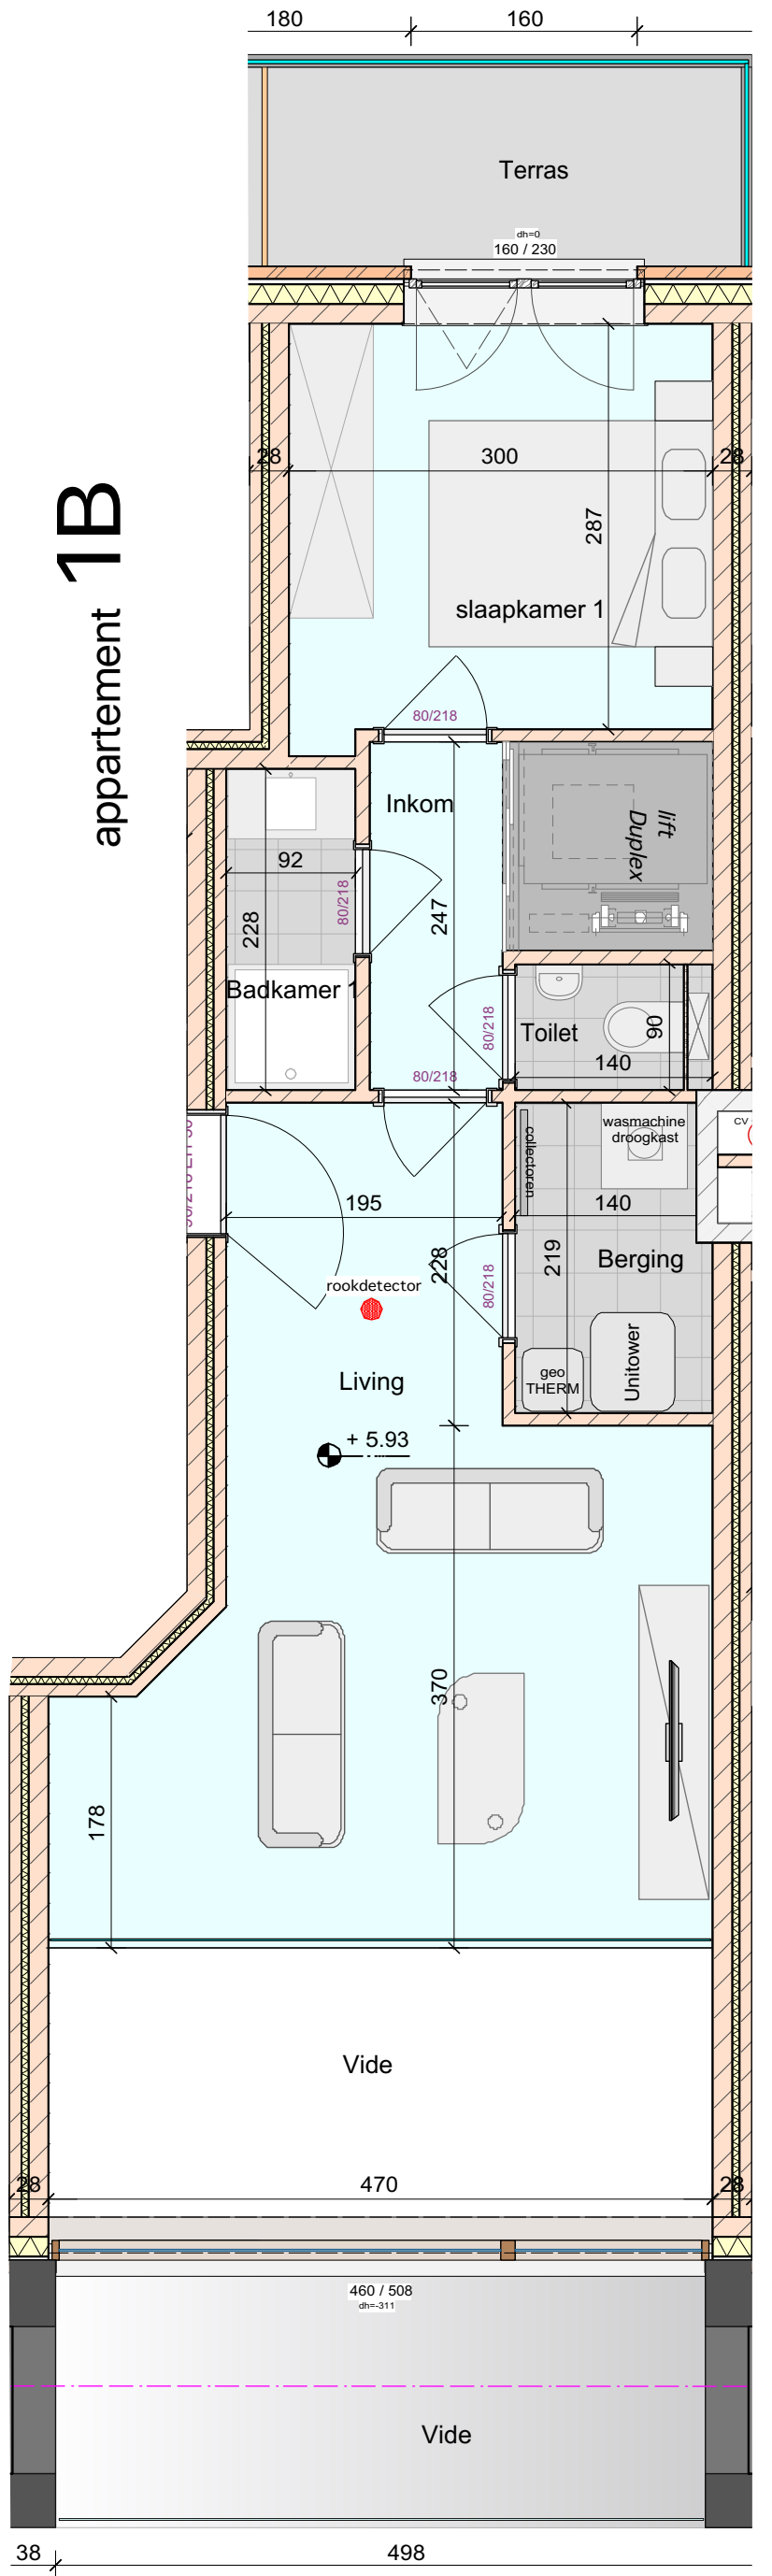 180
160
Terras
dh=0
160 / 230
appartement 1B
28
300
28
287
slaapkamer 1
80/218
Inkom
lift
Duplex
92
80/218
228
247
Badkamer 1
80/218
Toilet
90
140
80/218
wasmachine
droogkast
CV
collectoren
195
140
228
219
Berging
80/218
rookdetector
geo
THERM
Unitower
Living
+ 5.93
370
178
Vide
28
470
28
460 / 508
dh=-311
Vide
38
498